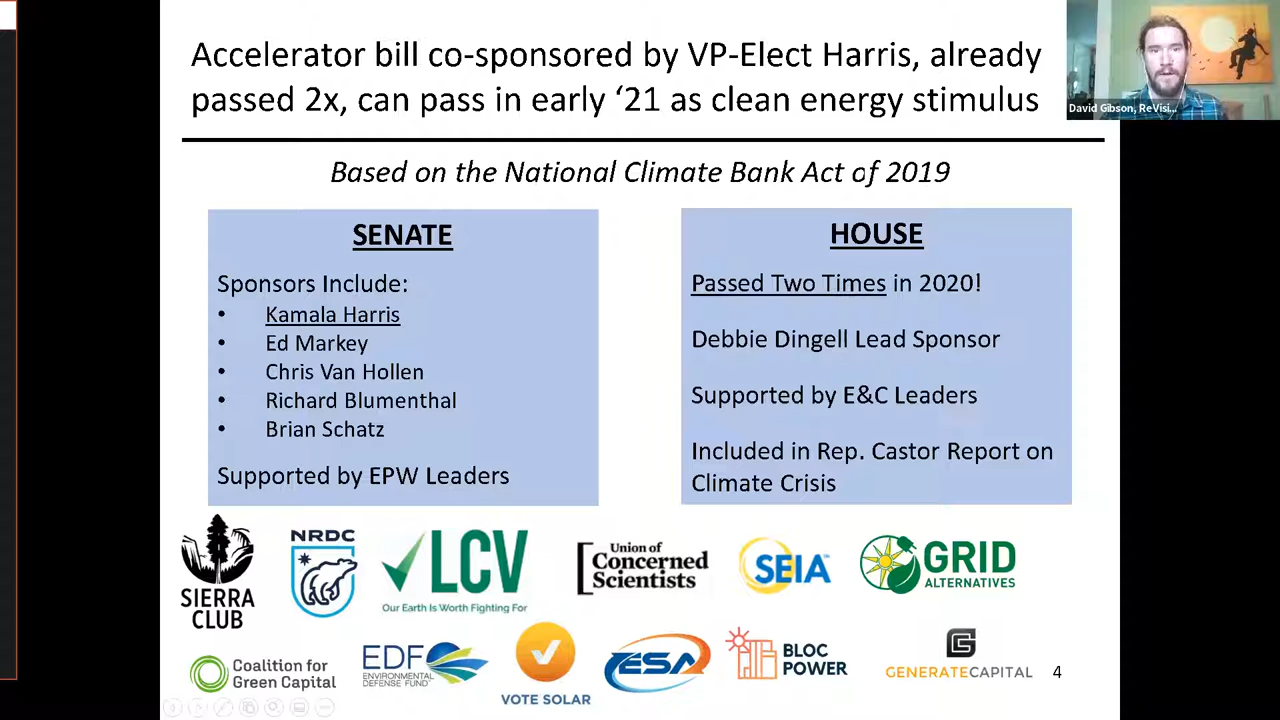 Accelerator bill co-sponsored by VP-Elect Harris, already
passed 2x, can pass in early ‘21 as clean energy stimulus
David Gibson, ReVisi...
Based on the National Climate Bank Act of 2019
SENATE
Sponsors Include:
• Kamala Harris
• Ed Markey
• Chris Van Hollen
• Richard Blumenthal
• Brian Schatz
Supported by EPW Leaders
HOUSE
Passed Two Times in 2020!
Debbie Dingell Lead Sponsor
Supported by E&C Leaders
Included in Rep. Castor Report on
Climate Crisis
SIERRA
CLUB
NRDC
LCV
Our Earth Is Worth Fighting For
Union of
Concerned
Scientists
SEIA
GRID
ALTERNATIVES
Coalition for
Green Capital
EDF
ENVIRONMENTAL
DEFENSE FUND
VOTE SOLAR
ESA
BLOC
POWER
G
GENERATECAPITAL
4